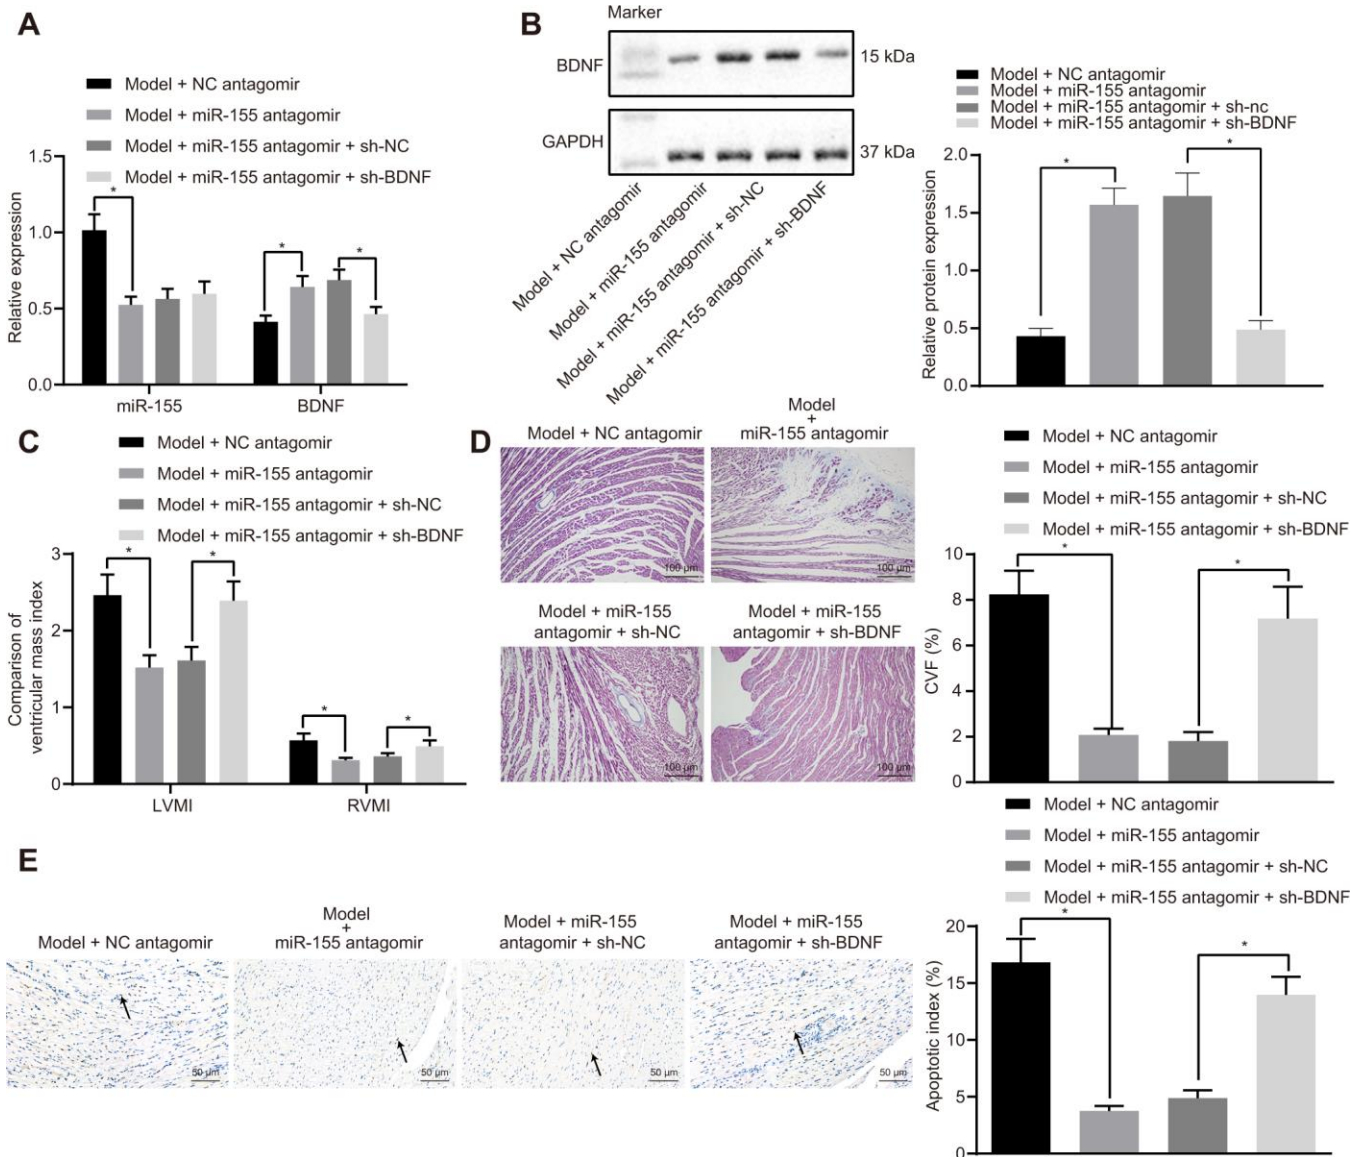 A
Model + NC antagomir
Model + miR-155 antagomir
Model + miR-155 antagomir + sh-NC
Model + miR-155 antagomir + sh-BDNF
Relative expression
1.5
1.0
0.5
0.0
*
*
*
miR-155
BDNF
B
Marker
BDNF
15 kDa
GAPDH
37 kDa
Model + NC antagomir
Model + miR-155 antagomir
Model + miR-155 antagomir + sh-NC
Model + miR-155 antagomir + sh-BDNF
Model + NC antagomir
Model + miR-155 antagomir
Model + miR-155 antagomir + sh-nc
Model + miR-155 antagomir + sh-BDNF
Relative protein expression
2.0
1.5
1.0
0.5
0.0
*
*
C
Model + NC antagomir
Model + miR-155 antagomir
Model + miR-155 antagomir + sh-NC
Model + miR-155 antagomir + sh-BDNF
Comparison of
ventricular mass index
3
2
1
0
*
*
*
*
LVMI
RVMI
D
Model + NC antagomir
Model
+
miR-155 antagomir
100 μm
100 μm
Model + miR-155
antagomir + sh-NC
Model + miR-155
antagomir + sh-BDNF
100 μm
100 μm
Model + NC antagomir
Model + miR-155 antagomir
Model + miR-155 antagomir + sh-NC
Model + miR-155 antagomir + sh-BDNF
CVF (%)
10
8
6
4
2
0
*
*
E
Model + NC antagomir
Model
+
miR-155 antagomir
Model + miR-155
antagomir + sh-NC
Model + miR-155
antagomir + sh-BDNF
50 μm
50 μm
50 μm
50 μm
Model + NC antagomir
Model + miR-155 antagomir
Model + miR-155 antagomir + sh-NC
Model + miR-155 antagomir + sh-BDNF
Apoptotic index (%)
20
15
10
5
0
*
*